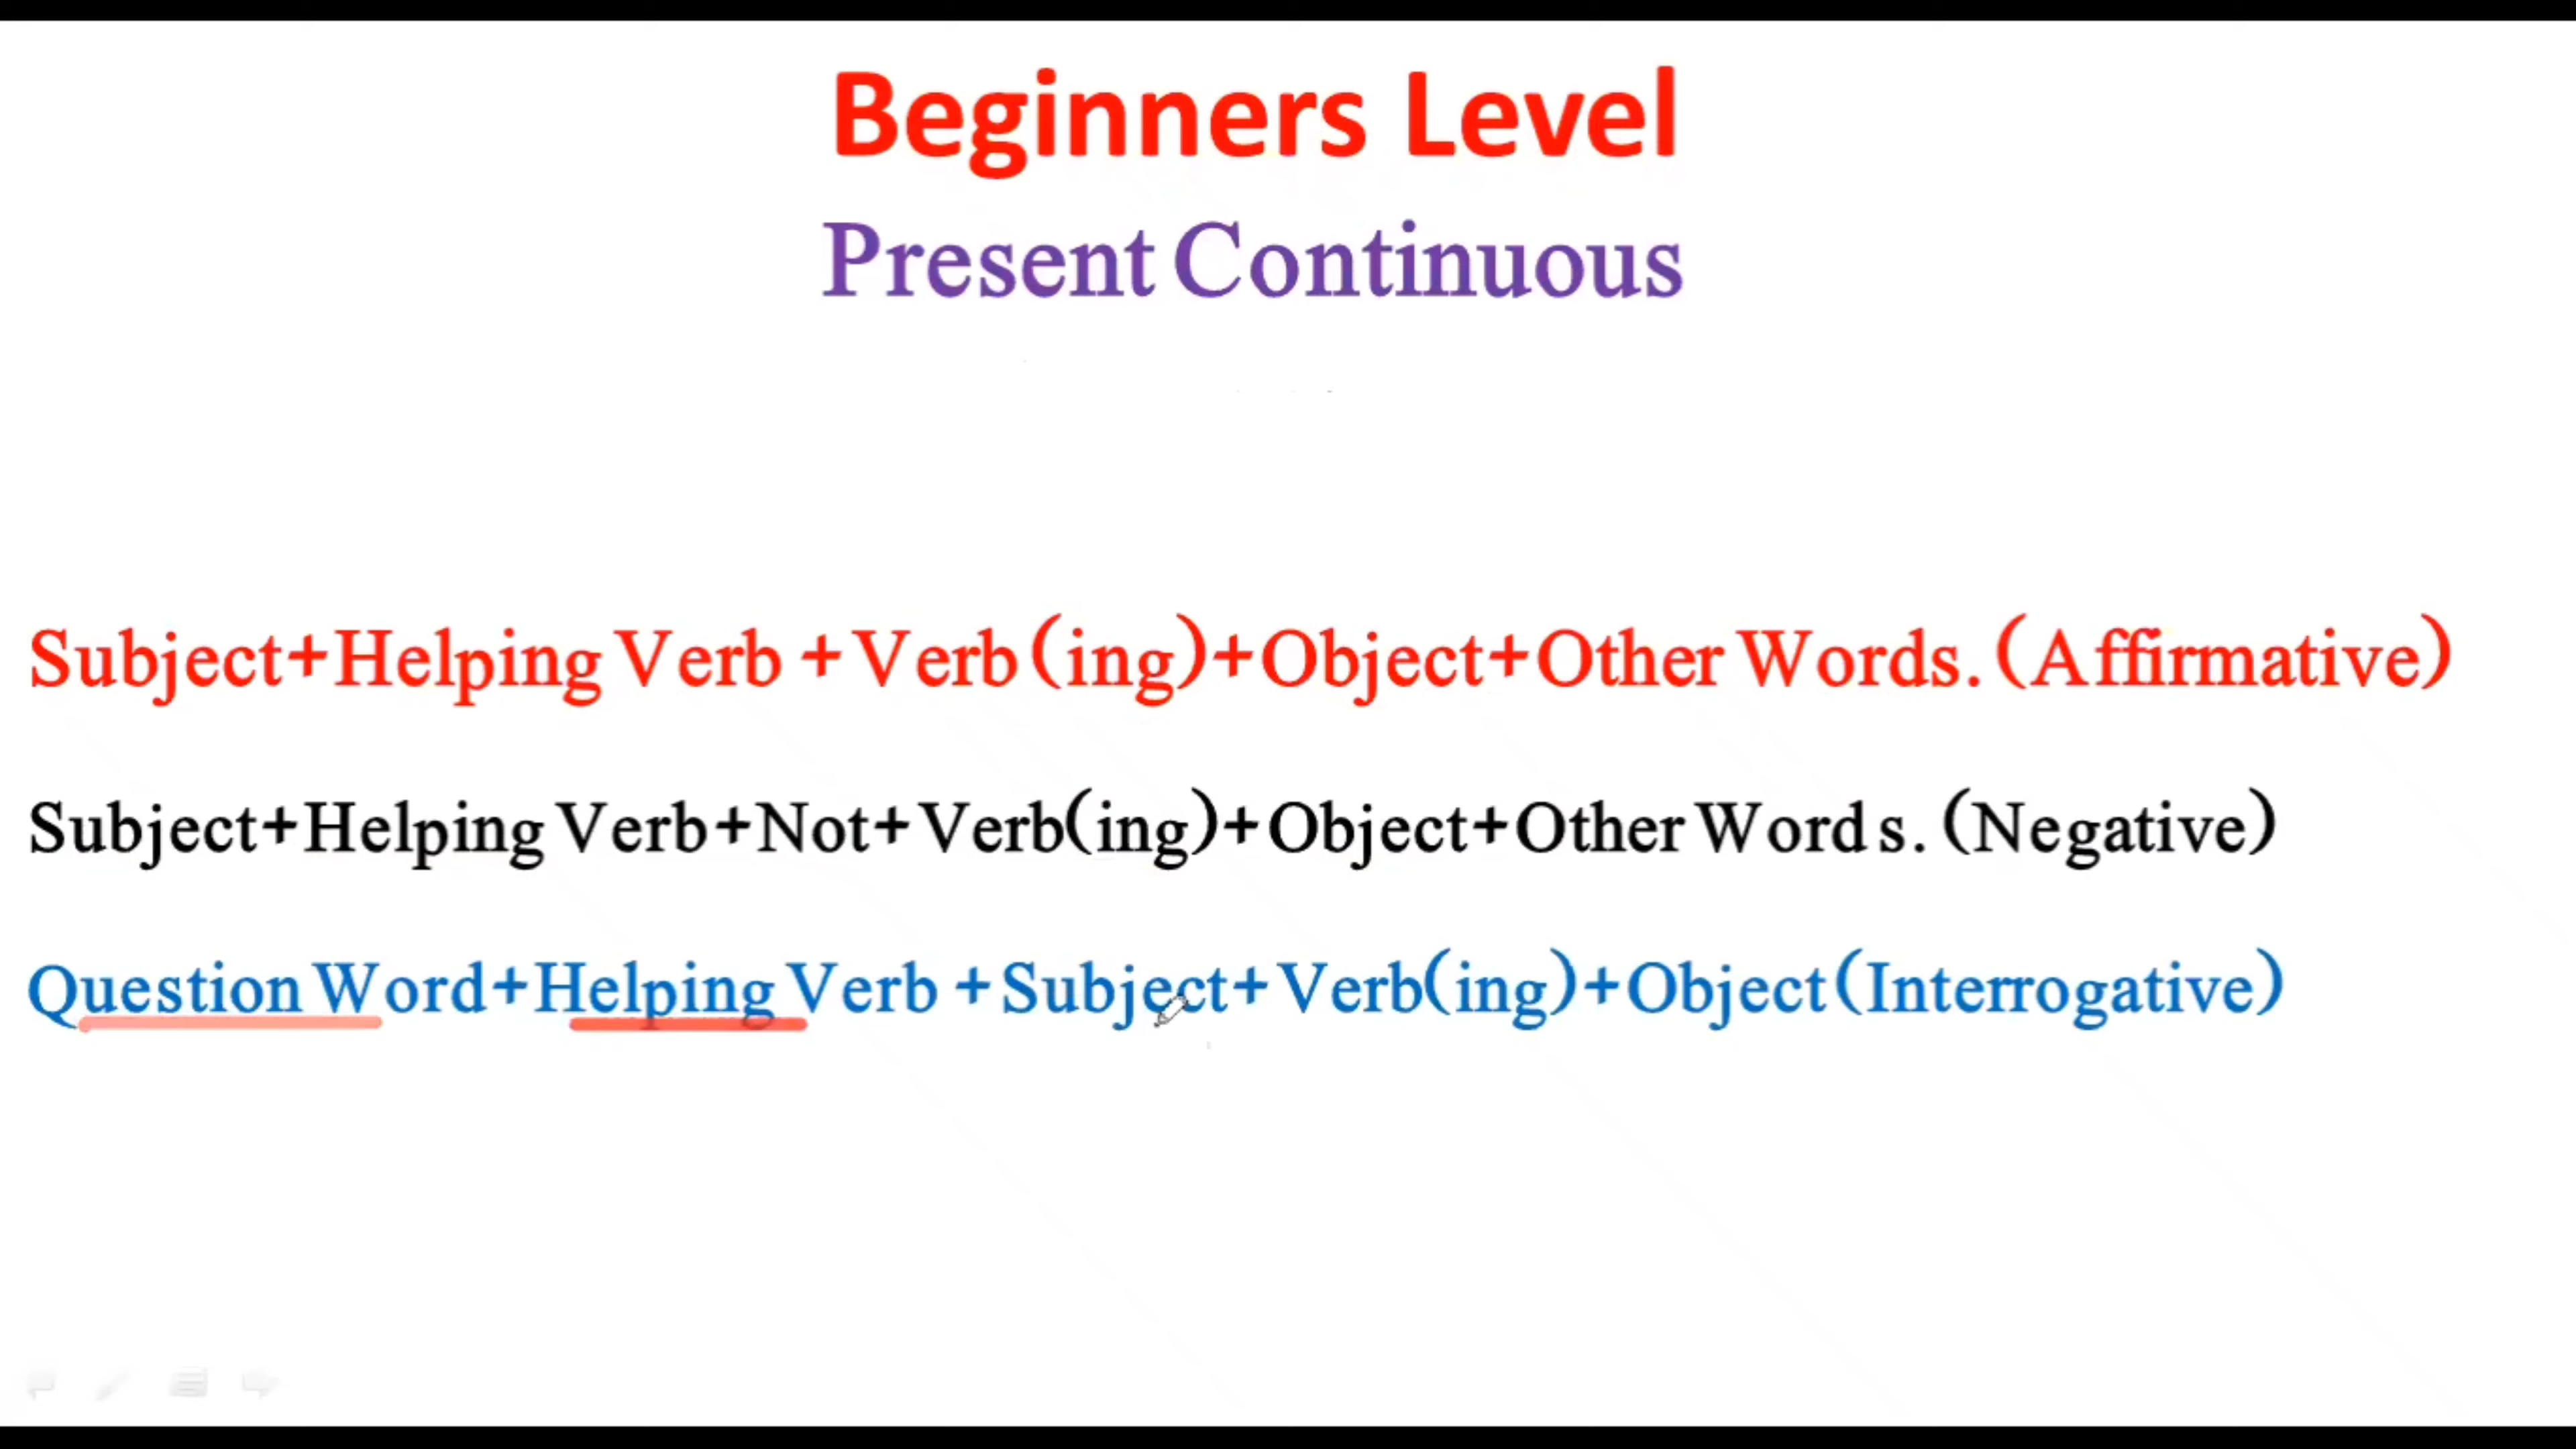 Beginners Level
Present Continuous
Subject+Helping Verb +Verb (ing)+Object+Other Words. (Affirmative)
Subject+Helping Verb+Not+Verb(ing)+Object+Other Words. (Negative)
Question Word+Helping Verb +Subject+Verb(ing)+Object (Interrogative)